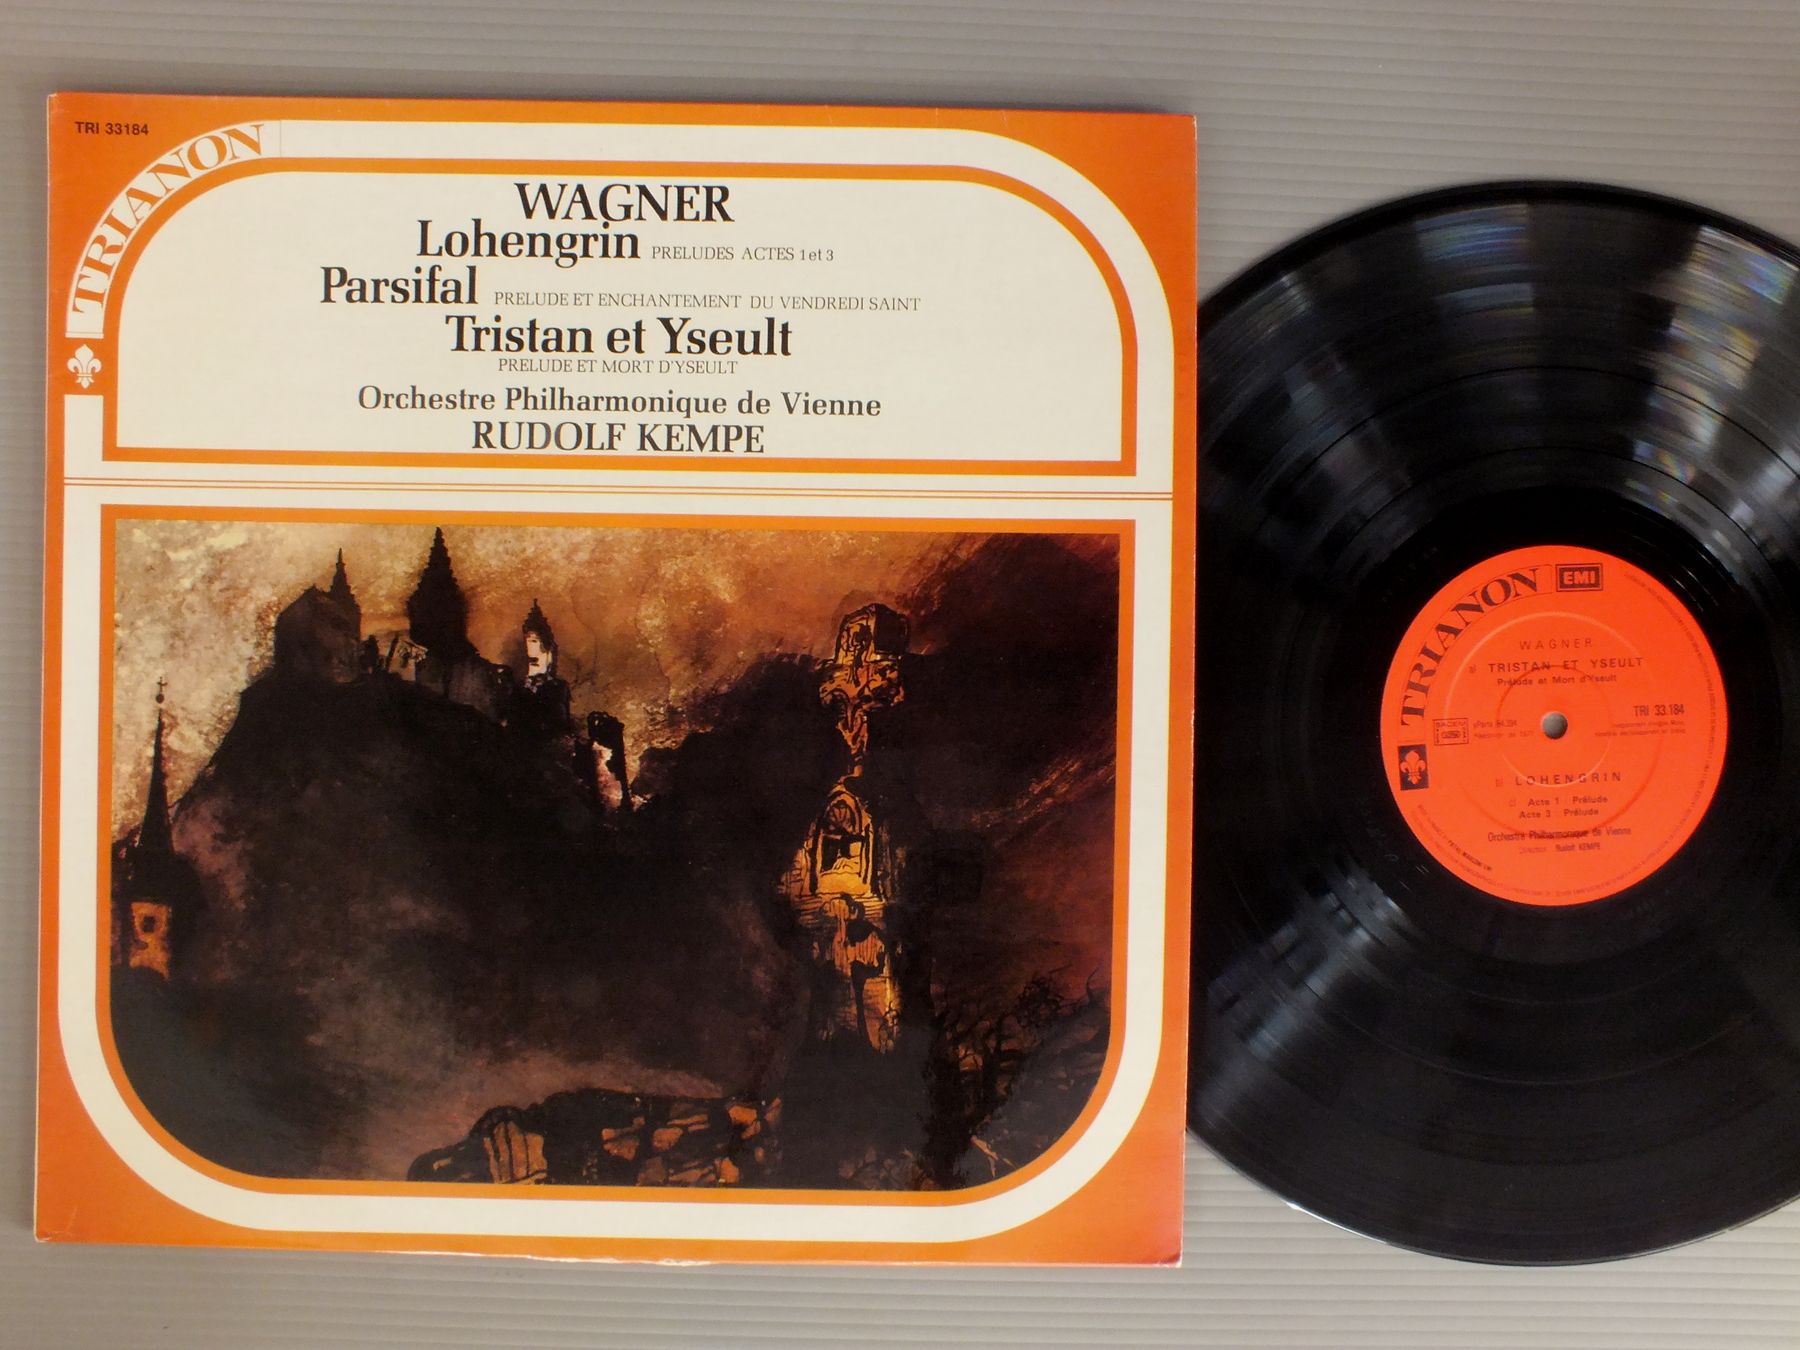 TRI 33184
TRIANON
WAGNER
Lohengrin PRELUDES ACTES 1 et 3
Parsifal PRELUDE ET ENCHANTEMENT DU VENDREDI SAINT
Tristan et Yseult
PRELUDE ET MORT D'YSEULT
Orchestre Philharmonique de Vienne
RUDOLF KEMPE
TRIANON EMI
WAGNER
a) TRISTAN ET YSEULT
Prélude et Mort d'Yseult
TRI 33.184
SACEM
b) LOHENGRIN
Acte 1 Prélude
Acte 3 Prélude
Orchestre Philharmonique de Vienne
Direction Rudolf KEMPE